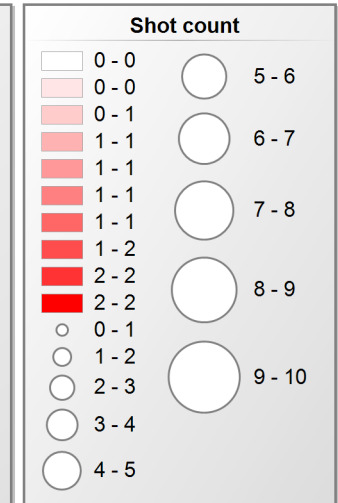 Shot count
0 - 0
0 - 0
0 - 1
1 - 1
1 - 1
1 - 1
1 - 1
1 - 2
2 - 2
2 - 2
0 - 1
1 - 2
2 - 3
3 - 4
4 - 5
5 - 6
6 - 7
7 - 8
8 - 9
9 - 10